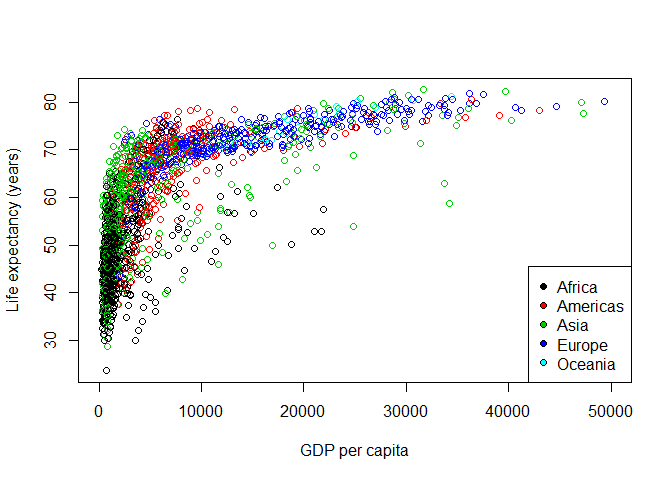 80
70
60
50
40
30
Life expectancy (years)
Africa
Americas
Asia
Europe
Oceania
0
10000
20000
30000
40000
50000
GDP per capita